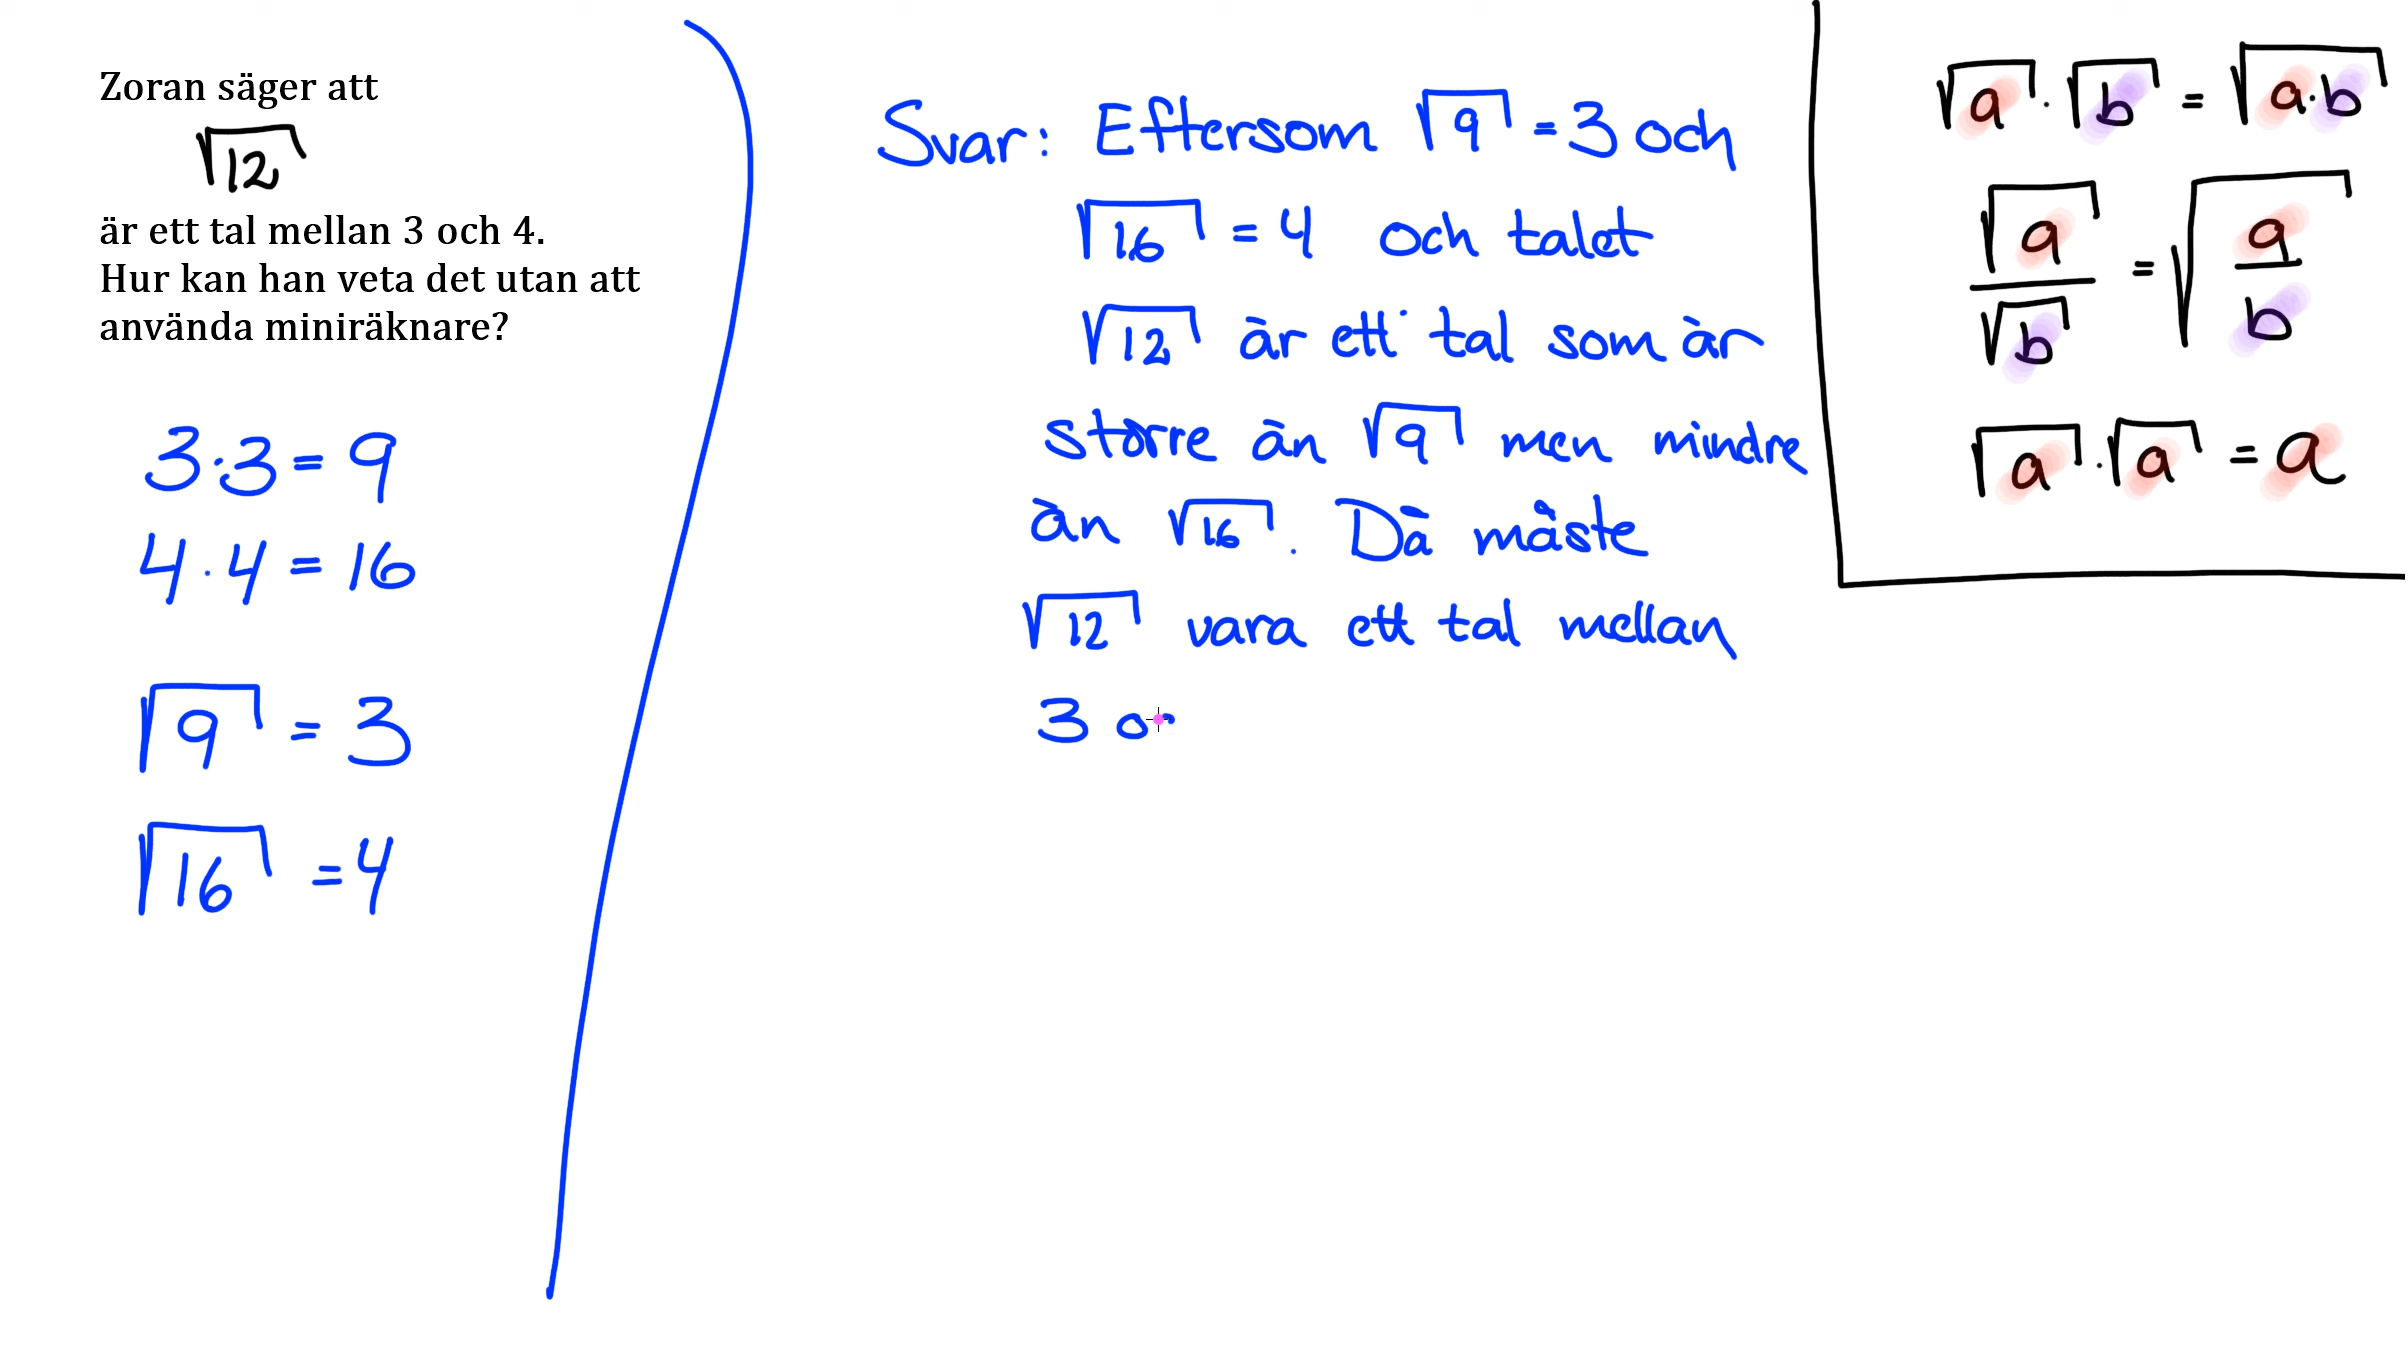 Zoran säger att
√12
är ett tal mellan 3 och 4.
Hur kan han veta det utan att
använda miniräknare?
3·3=9
4·4=16
√9 = 3
√16 = 4
Svar: Eftersom √9 = 3 och
√16 = 4 och talet
√12 är ett tal som är
större än √9 men mindre
än √16. Då måste
√12 vara ett tal mellan
3 o
√a · √b = √a·b
√a/√b = √a/b
√a · √a = a